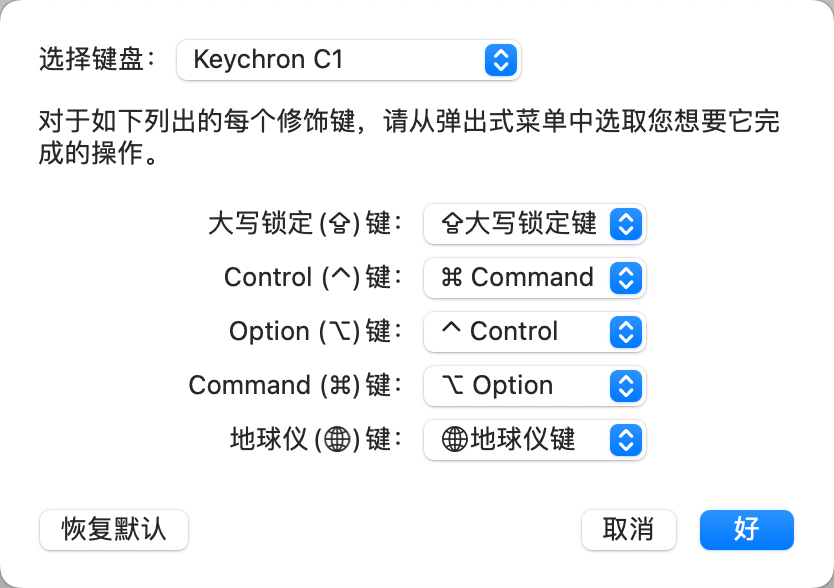 选择键盘： Keychron C1
对于如下列出的每个修饰键，请从弹出式菜单中选取您想要它完
成的操作。
大写锁定 (⇪) 键： ⇪大写锁定键
Control (⌃) 键： ⌘ Command
Option (⌥) 键： ⌃ Control
Command (⌘) 键： ⌥ Option
地球仪 (🌐) 键： 🌐地球仪键
恢复默认 取消 好